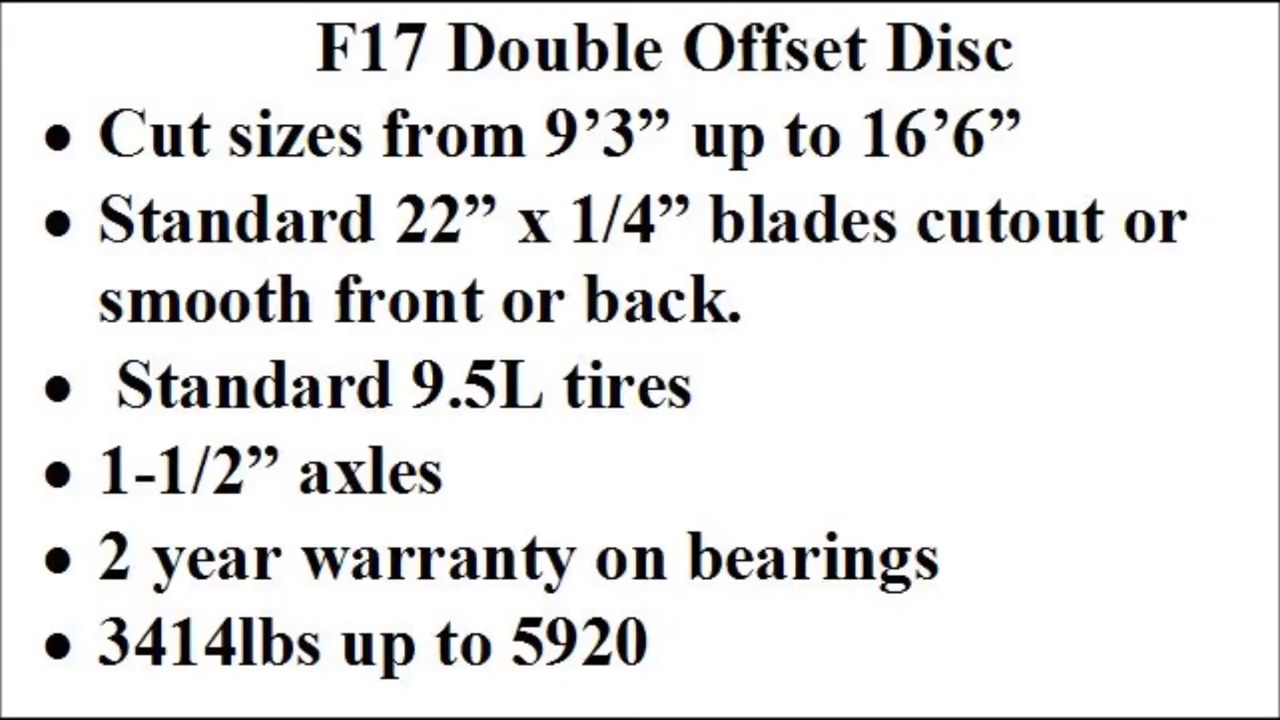 F17 Double Offset Disc
• Cut sizes from 9’3” up to 16’6”
• Standard 22” x 1/4” blades cutout or
smooth front or back.
• Standard 9.5L tires
• 1-1/2” axles
• 2 year warranty on bearings
• 3414lbs up to 5920